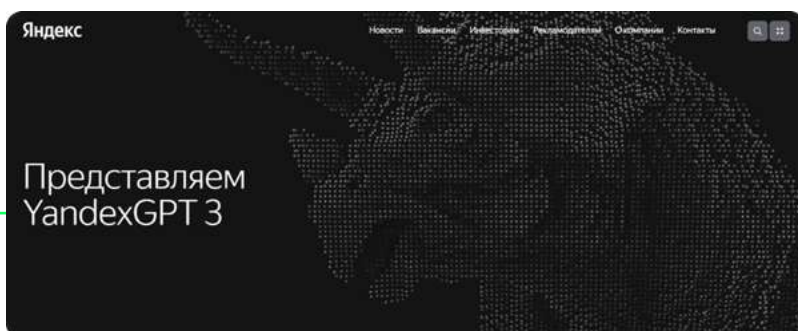 Яндекс
Новости Вакансии Инвесторам Рекламодателям О компании Контакты
Представляем
YandexGPT 3